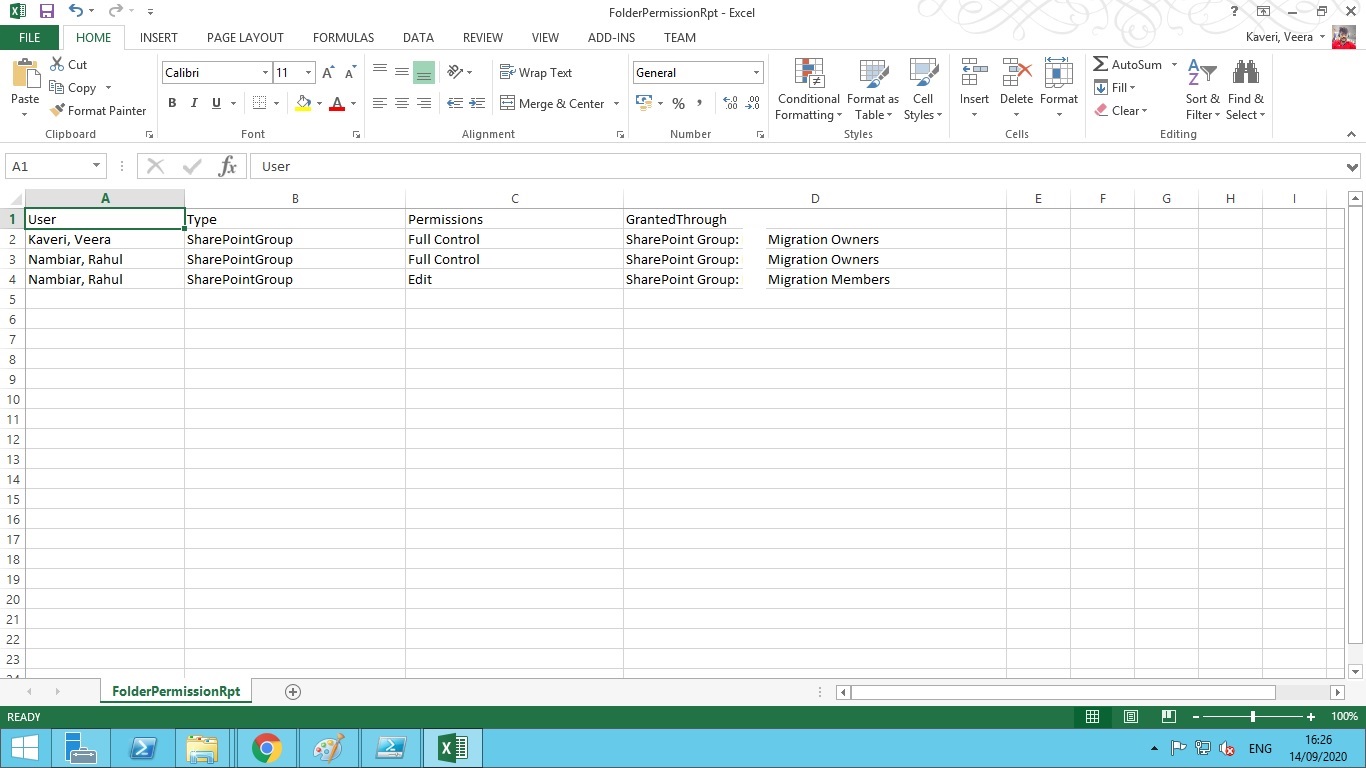 FolderPermissionRpt - Excel
?
FILE HOME INSERT PAGE LAYOUT FORMULAS DATA REVIEW VIEW ADD-INS TEAM Kaveri, Veera
Paste
Cut
Copy
Format Painter
Clipboard
Calibri 11
A A
B I U A
Font
Wrap Text
Merge & Center
Alignment
General
% ,
.0 .00
.00 .0
Number
Conditional Formatting
Format as Table
Cell Styles
Styles
Insert
Delete
Format
Cells
AutoSum
Fill
Clear
Sort & Filter
Find & Select
Editing
A1 fx User
A B C D E F G H I
1 User Type Permissions GrantedThrough
2 Kaveri, Veera SharePointGroup Full Control SharePoint Group: Migration Owners
3 Nambiar, Rahul SharePointGroup Full Control SharePoint Group: Migration Owners
4 Nambiar, Rahul SharePointGroup Edit SharePoint Group: Migration Members
5
6
7
8
9
10
11
12
13
14
15
16
17
18
19
20
21
22
23
24
FolderPermissionRpt
READY 100%
ENG
16:26
14/09/2020